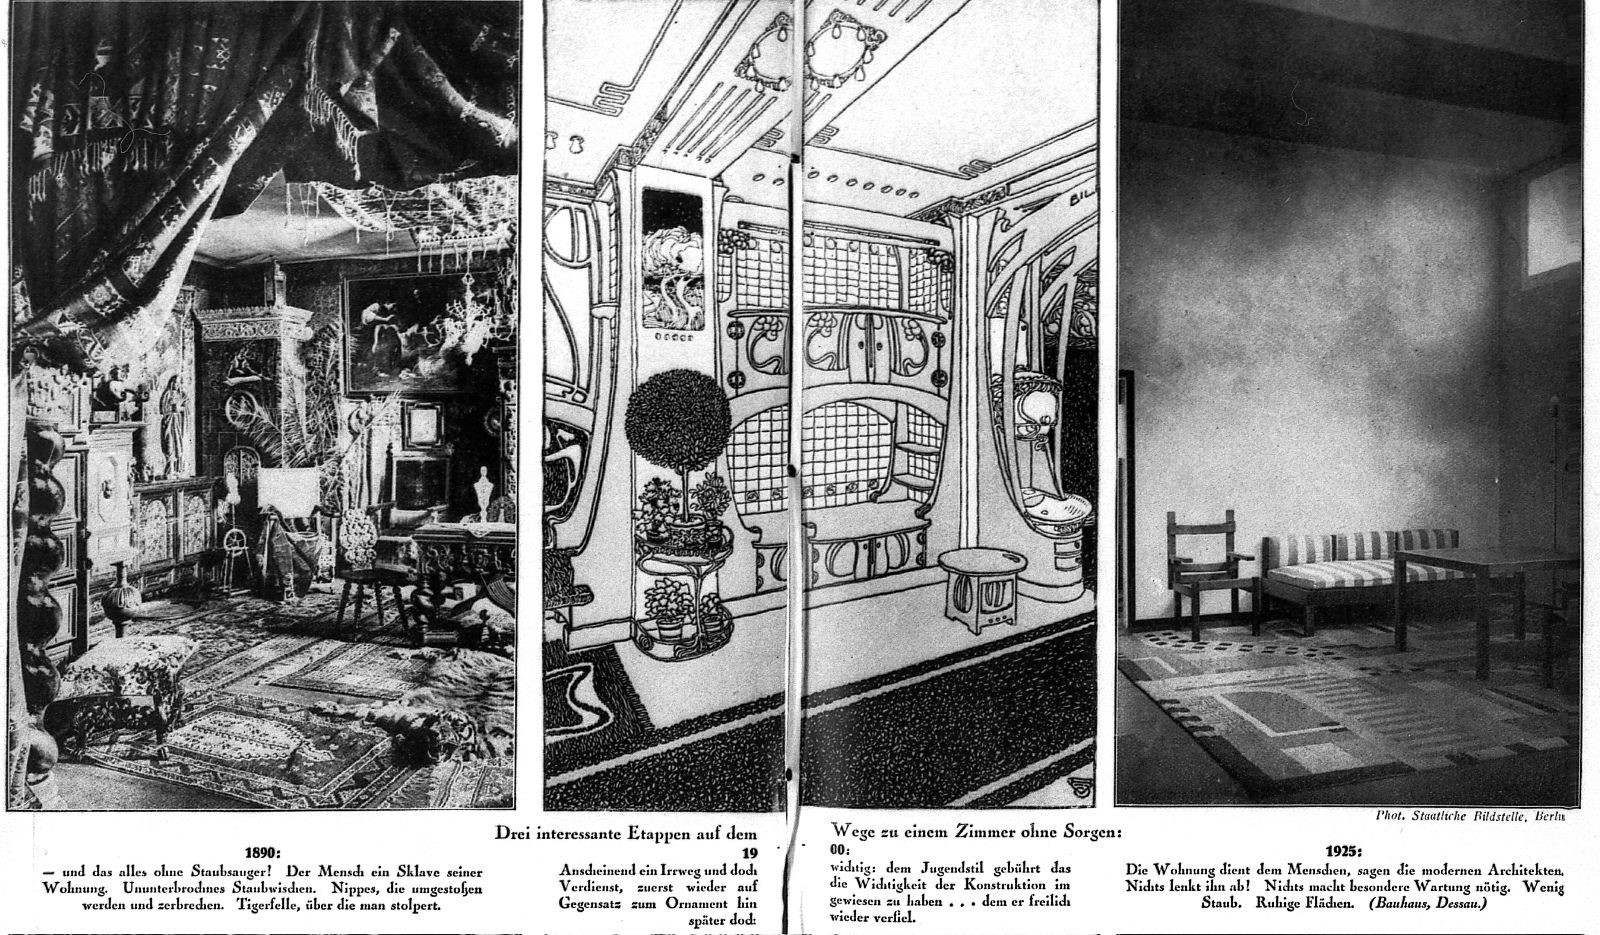 BIL
Phot. Staatliche Bildstelle, Berlin
Drei interessante Etappen auf dem Wege zu einem Zimmer ohne Sorgen:
1890:
— und das alles ohne Staubsauger! Der Mensch ein Sklave seiner
Wohnung. Ununterbrochnes Staubwischen. Nippes, die umgestoßen
werden und zerbrechen. Tigerfelle, über die man stolpert.
1900:
Anscheinend ein Irrweg und doch wichtig: dem Jugendstil gebührt das
Verdienst, zuerst wieder auf die Wichtigkeit der Konstruktion im
Gegensatz zum Ornament hin gewiesen zu haben . . . dem er freilich
später doch wieder verfiel.
1925:
Die Wohnung dient dem Menschen, sagen die modernen Architekten.
Nichts lenkt ihn ab! Nichts macht besondere Wartung nötig. Wenig
Staub. Ruhige Flächen. (Bauhaus, Dessau.)